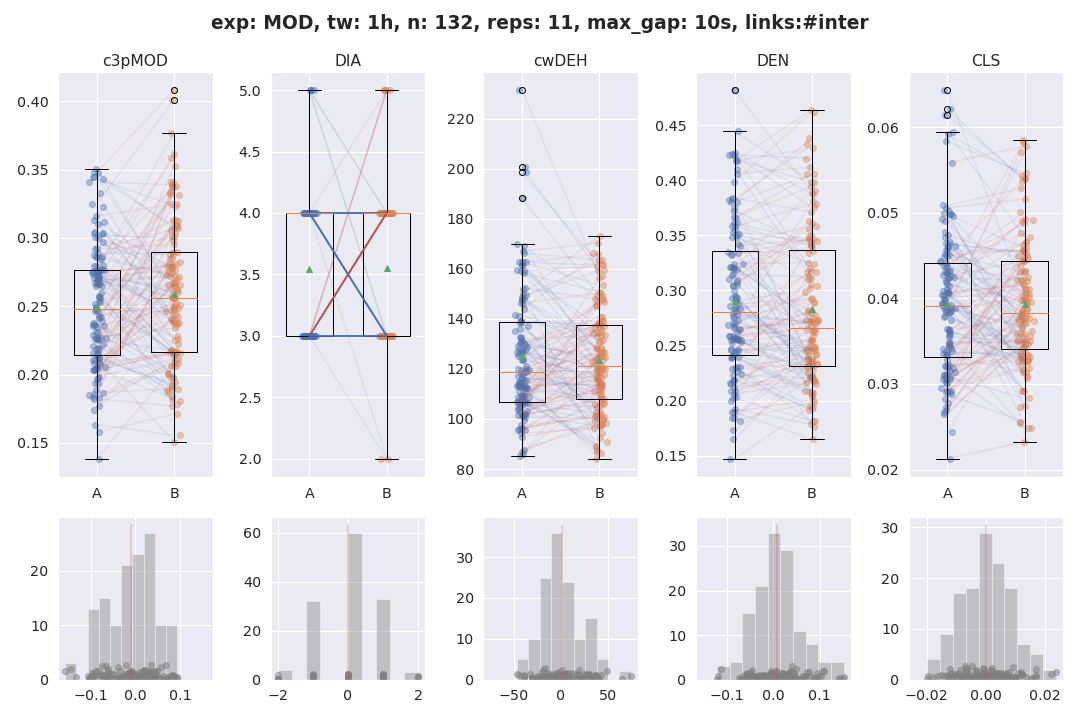 exp: MOD, tw: 1h, n: 132, reps: 11, max_gap: 10s, links:#inter
c3pMOD DIA cwDEH DEN CLS
0.40 0.35 0.30 0.25 0.20 0.15
A B
5.0 4.5 4.0 3.5 3.0 2.5 2.0
A B
220 200 180 160 140 120 100 80
A B
0.45 0.40 0.35 0.30 0.25 0.20 0.15
A B
0.06 0.05 0.04 0.03 0.02
A B
20 10 0
−0.1 0.0 0.1
60 40 20 0
−2 0 2
30 20 10 0
−50 0 50
30 20 10 0
−0.1 0.0 0.1
30 20 10 0
−0.02 0.00 0.02